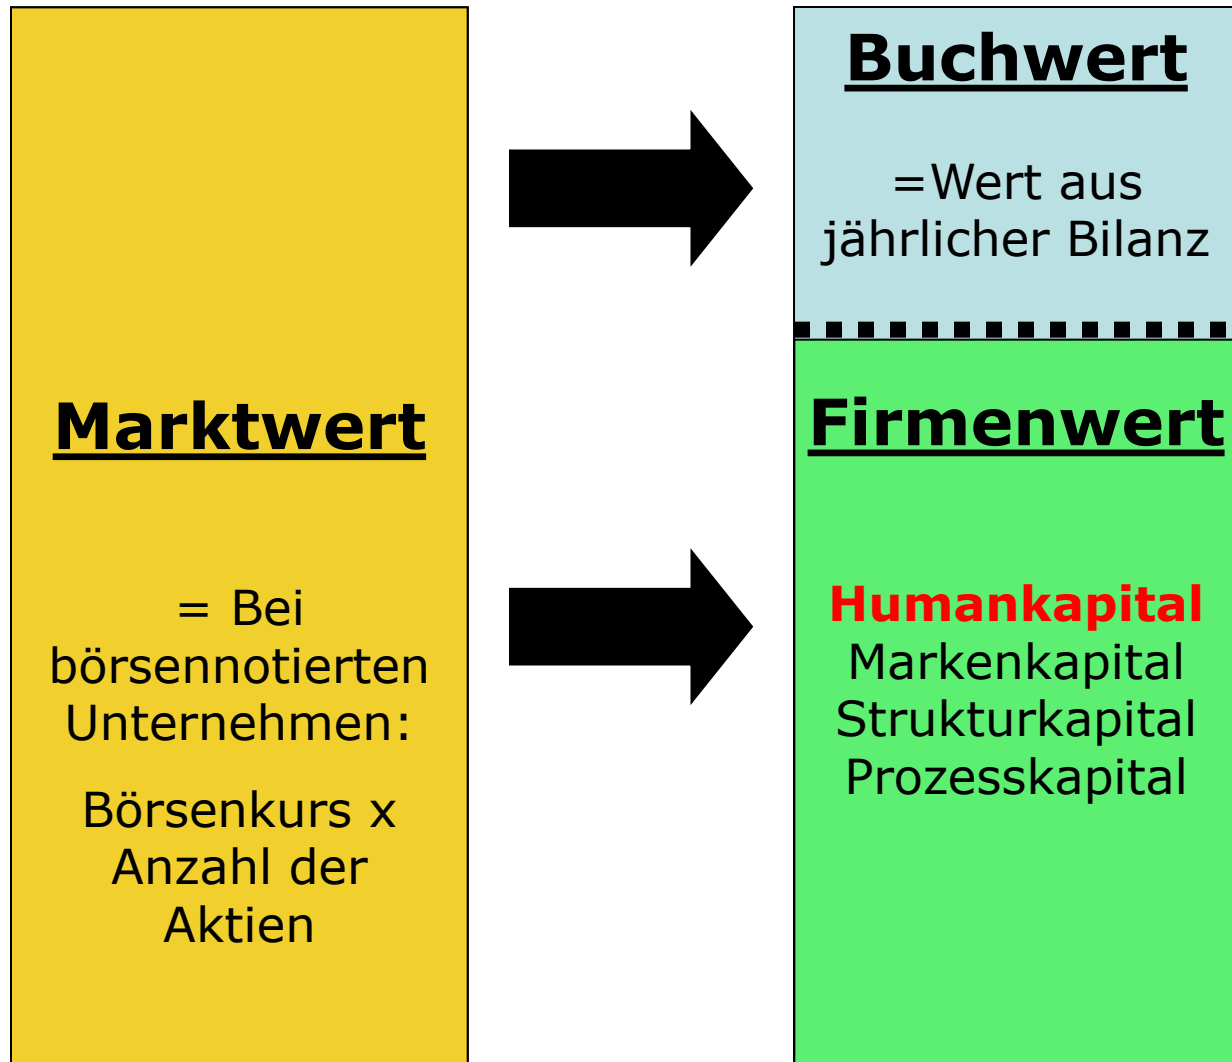 Marktwert
= Bei
börsennotierten
Unternehmen:
Börsenkurs x
Anzahl der
Aktien
Buchwert
=Wert aus
jährlicher Bilanz
Firmenwert
Humankapital
Markenkapital
Strukturkapital
Prozesskapital